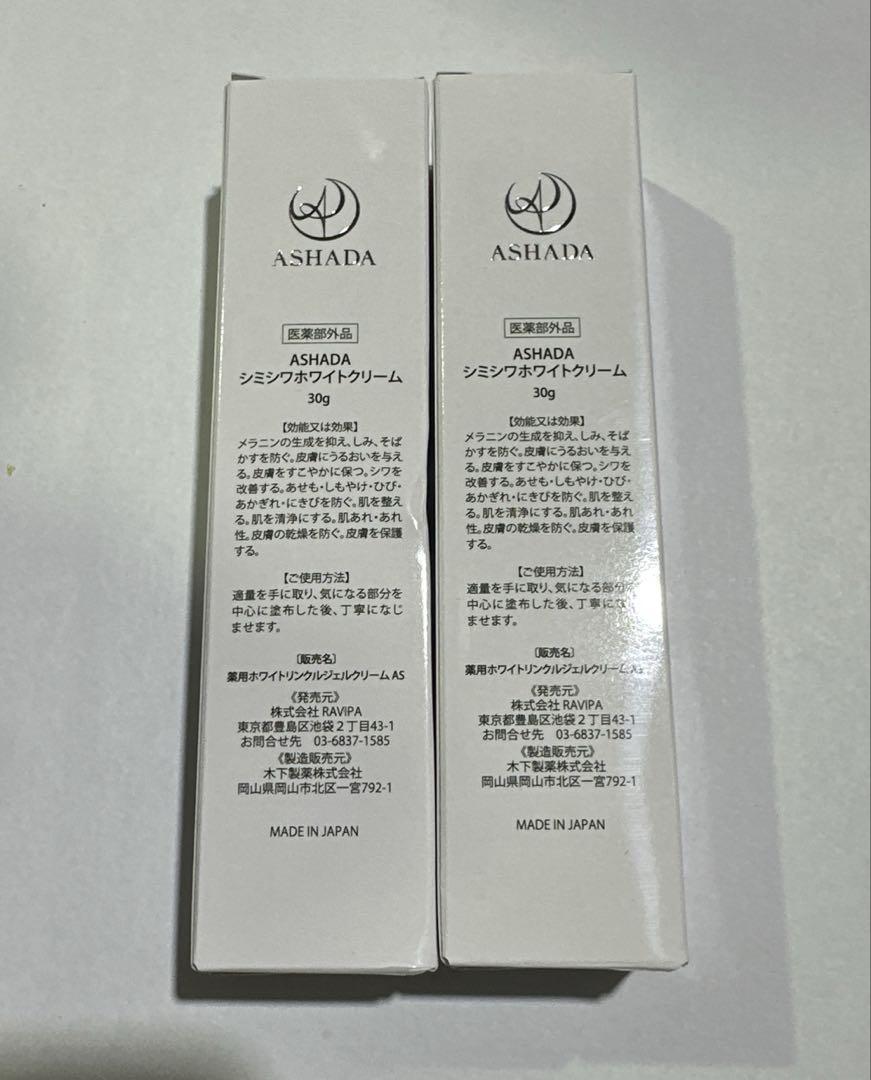 ASHADA
医薬部外品
ASHADA
シミシワホワイトクリーム
30g
【効能又は効果】
メラニンの生成を抑え、しみ、そば
かすを防ぐ。皮膚にうるおいを与え
る。皮膚をすこやかに保つ。シワを
改善する。あせも・しもやけ・ひび・
あかぎれ・にきびを防ぐ。肌を整え
る。肌を清浄にする。肌あれ・あれ
性。皮膚の乾燥を防ぐ。皮膚を保護
する。
【ご使用方法】
適量を手に取り、気になる部分を
中心に塗布した後、丁寧になじ
ませます。
〔販売名〕
薬用ホワイトリンクルジェルクリーム AS
《発売元》
株式会社 RAVIPA
東京都豊島区池袋2丁目43-1
お問合せ先 03-6837-1585
《製造販売元》
木下製薬株式会社
岡山県岡山市北区一宮792-1
MADE IN JAPAN
ASHADA
医薬部外品
ASHADA
シミシワホワイトクリーム
30g
【効能又は効果】
メラニンの生成を抑え、しみ、そば
かすを防ぐ。皮膚にうるおいを与え
る。皮膚をすこやかに保つ。シワを
改善する。あせも・しもやけ・ひび・
あかぎれ・にきびを防ぐ。肌を整え
る。肌を清浄にする。肌あれ・あれ
性。皮膚の乾燥を防ぐ。皮膚を保護
する。
【ご使用方法】
適量を手に取り、気になる部分を
中心に塗布した後、丁寧になじ
ませます。
〔販売名〕
薬用ホワイトリンクルジェルクリーム AS
《発売元》
株式会社 RAVIPA
東京都豊島区池袋2丁目43-1
お問合せ先 03-6837-1585
《製造販売元》
木下製薬株式会社
岡山県岡山市北区一宮792-1
MADE IN JAPAN